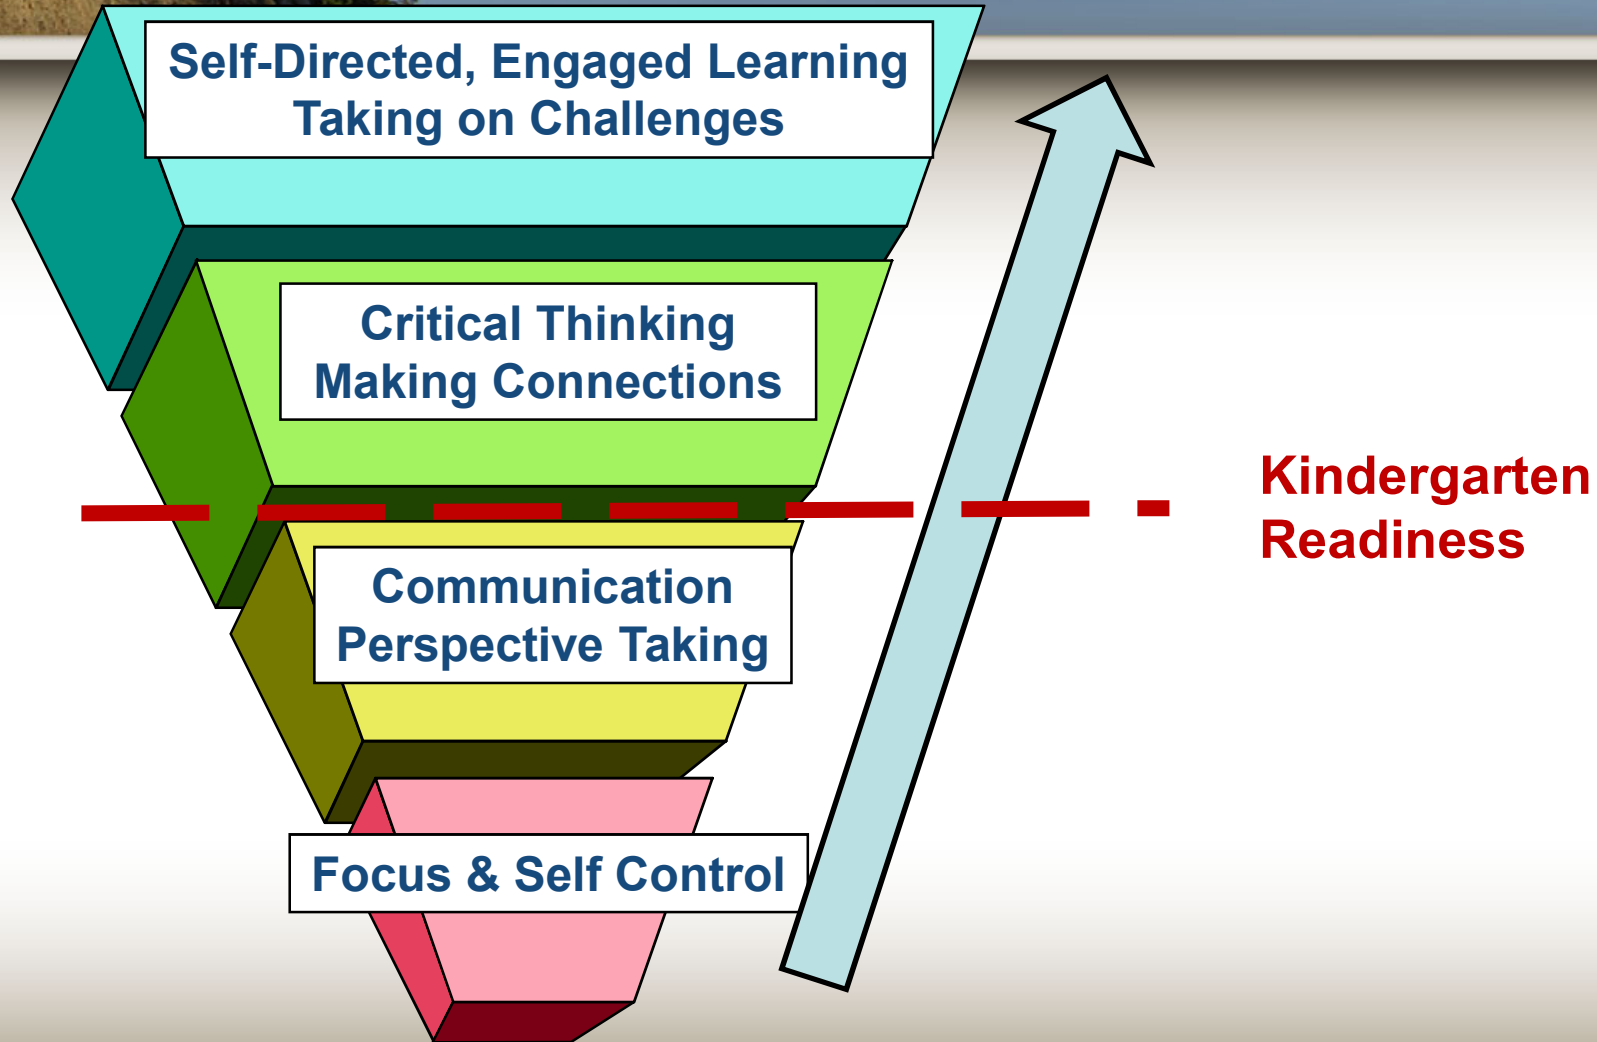 Self-Directed, Engaged Learning
Taking on Challenges
Critical Thinking
Making Connections
Kindergarten
Readiness
Communication
Perspective Taking
Focus & Self Control